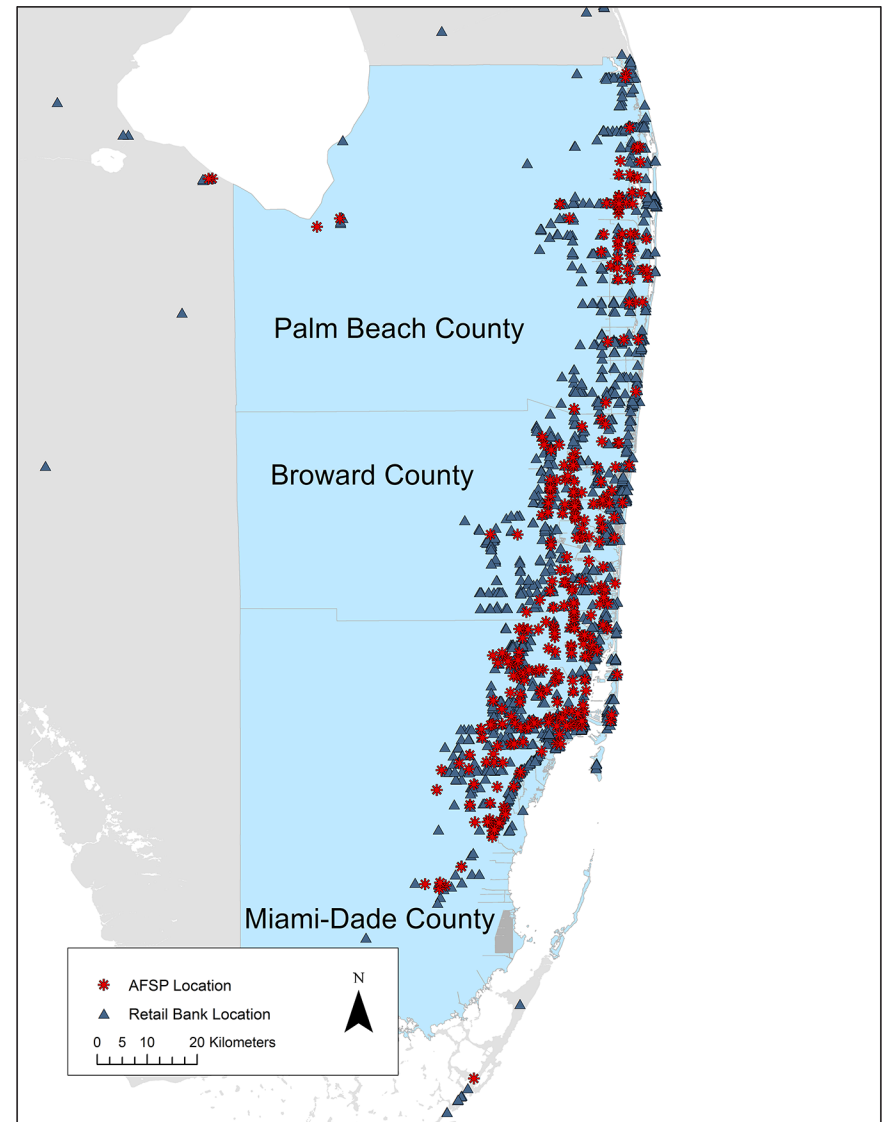 Palm Beach County
Broward County
Miami-Dade County
N
AFSP Location
Retail Bank Location
0 5 10 20 Kilometers